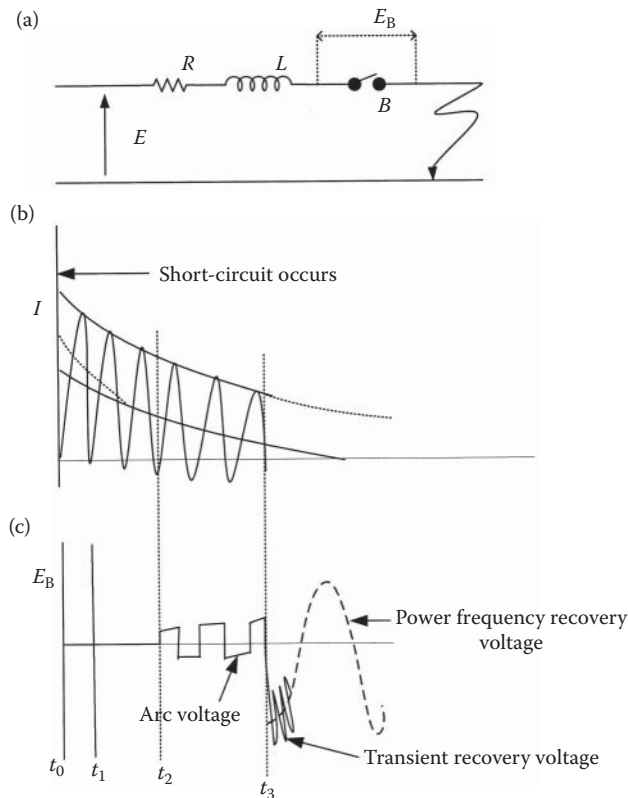 (a)
E_B
R
L
B
E
(b)
Short-circuit occurs
I
(c)
E_B
Power frequency recovery
voltage
Arc voltage
Transient recovery voltage
t_0
t_1
t_2
t_3